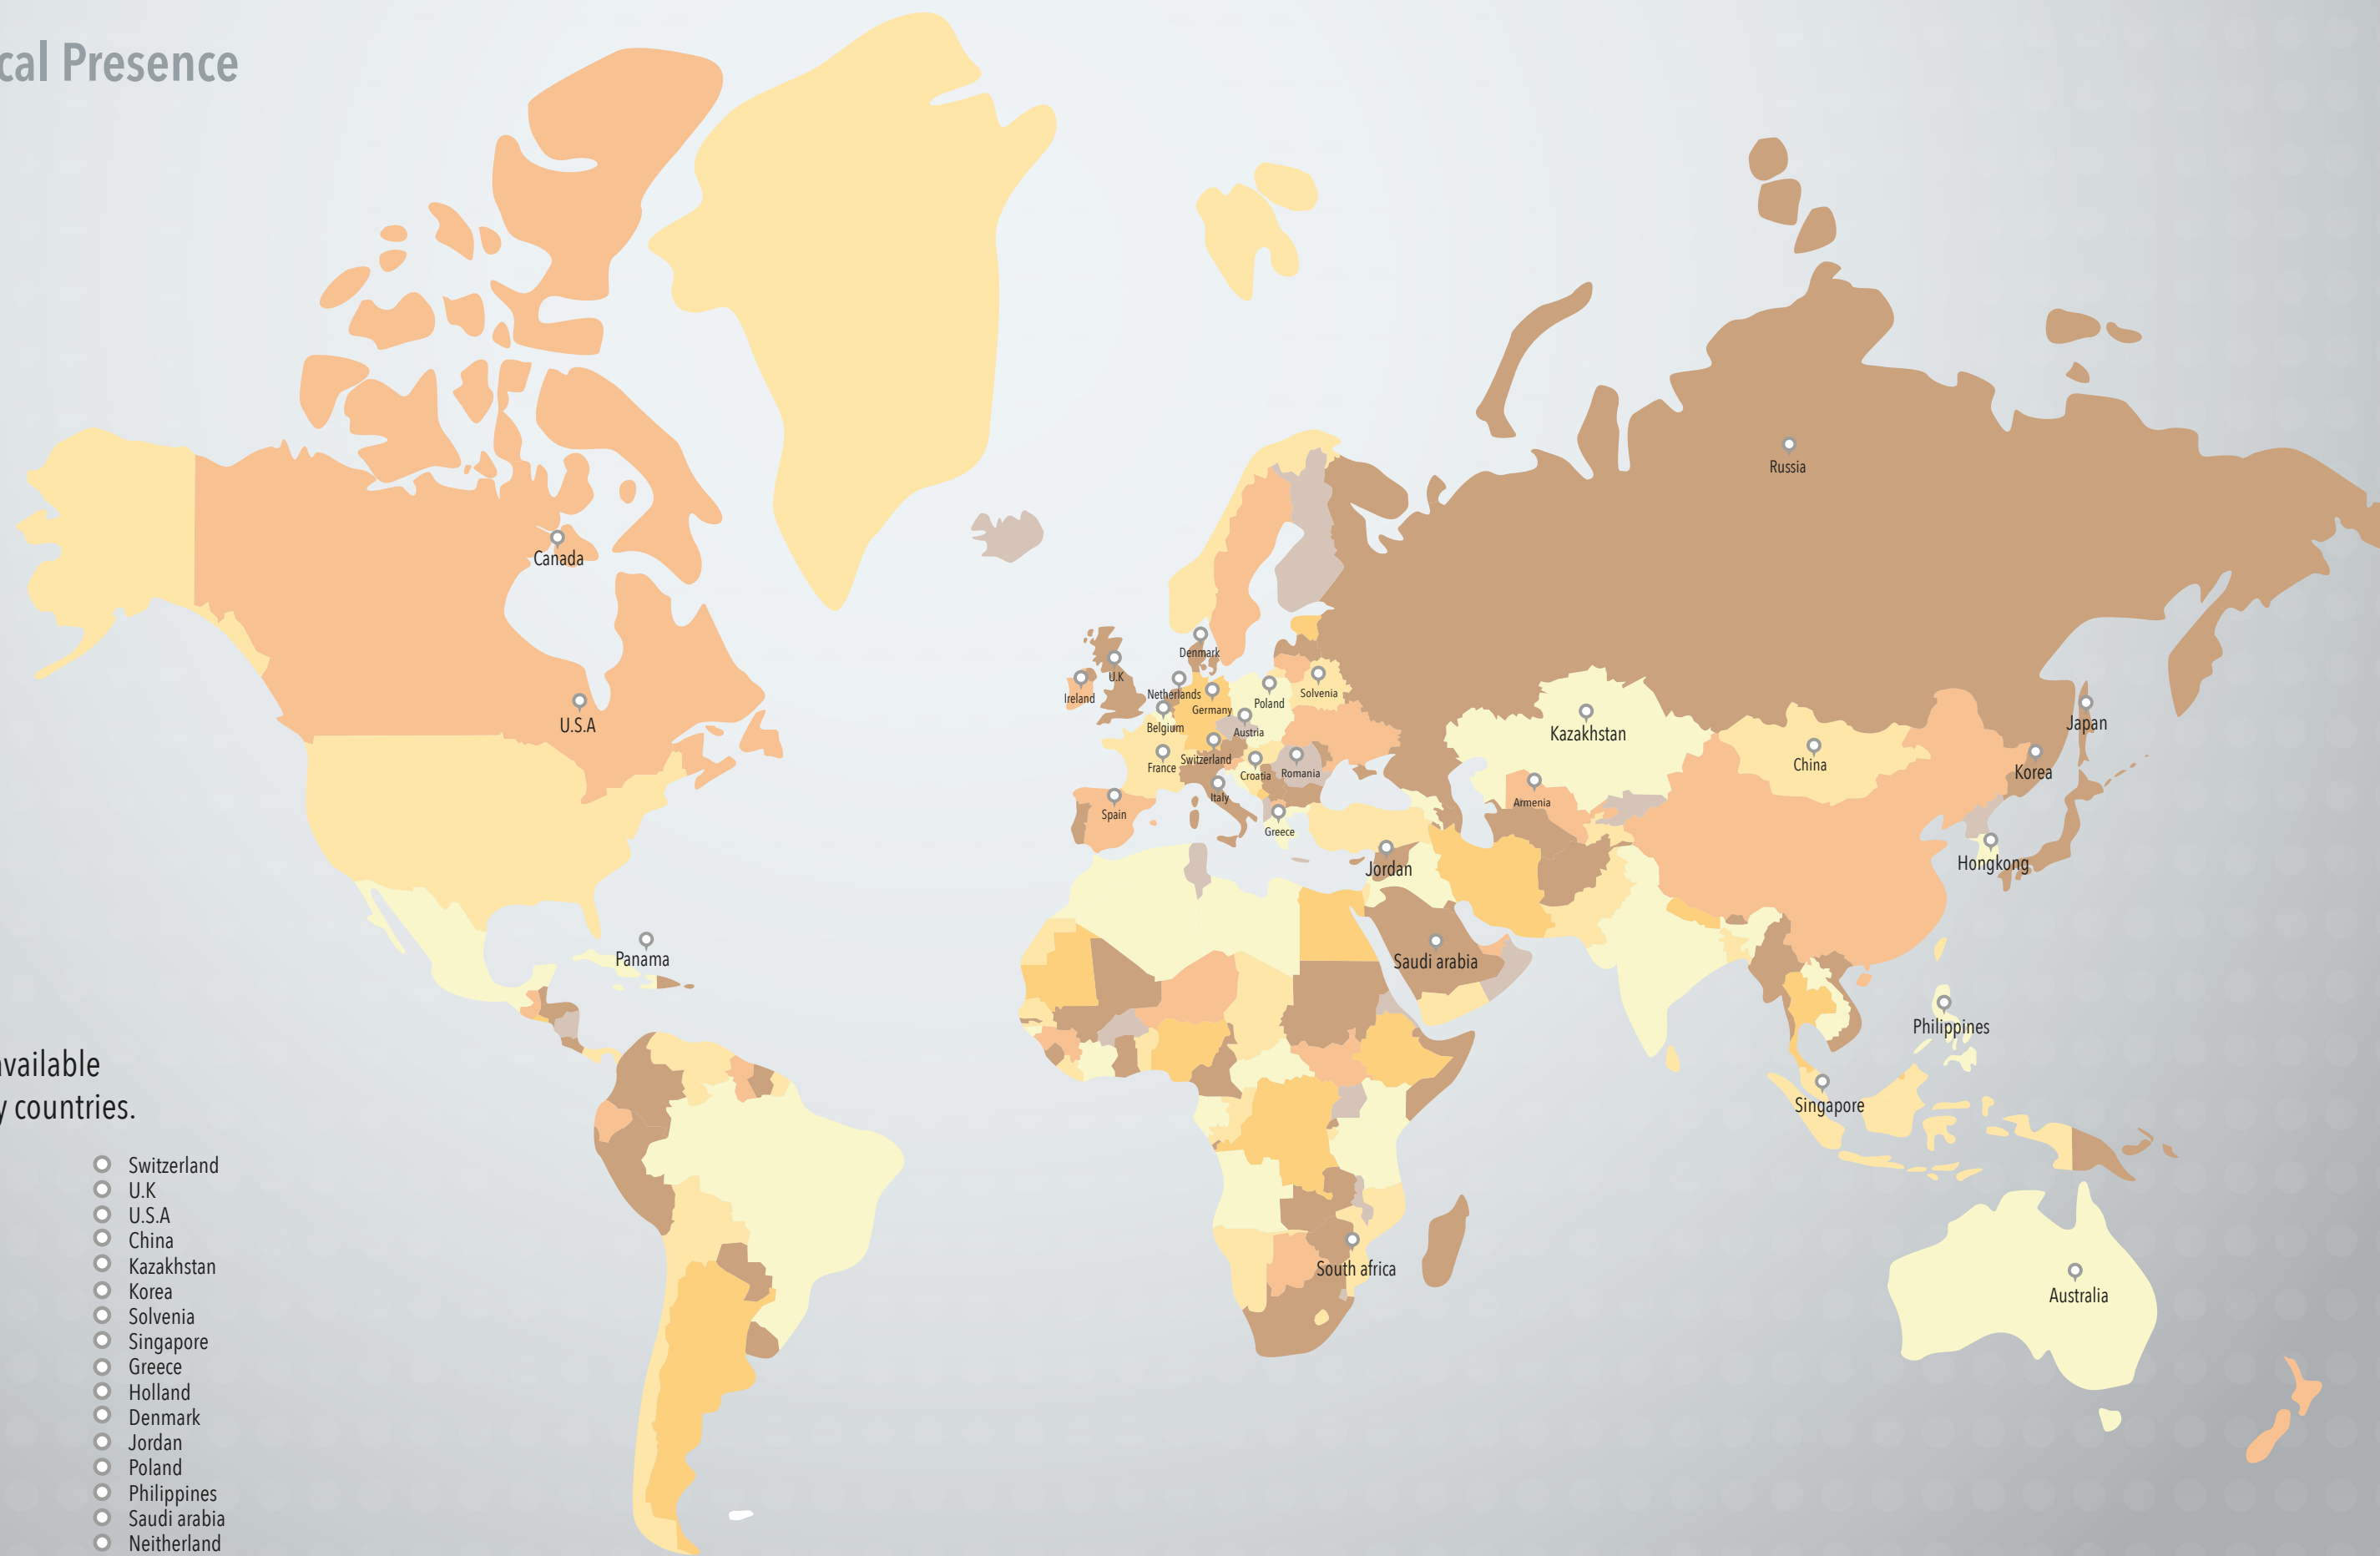 cal Presence
Russia
Canada
Denmark
U.K
Ireland
Netherlands
Solvenia
Poland
Germany
U.S.A
Belgium
Austria
Japan
Kazakhstan
Switzerland
France
China
Croatia
Romania
Korea
Italy
Armenia
Spain
Greece
Hongkong
Jordan
Panama
Saudi arabia
Philippines
vailable
Singapore
y countries.
Switzerland
U.K
U.S.A
China
Kazakhstan
Korea
Solvenia
Singapore
Greece
Holland
Denmark
Jordan
Poland
Philippines
Saudi arabia
Neitherland
South africa
Australia